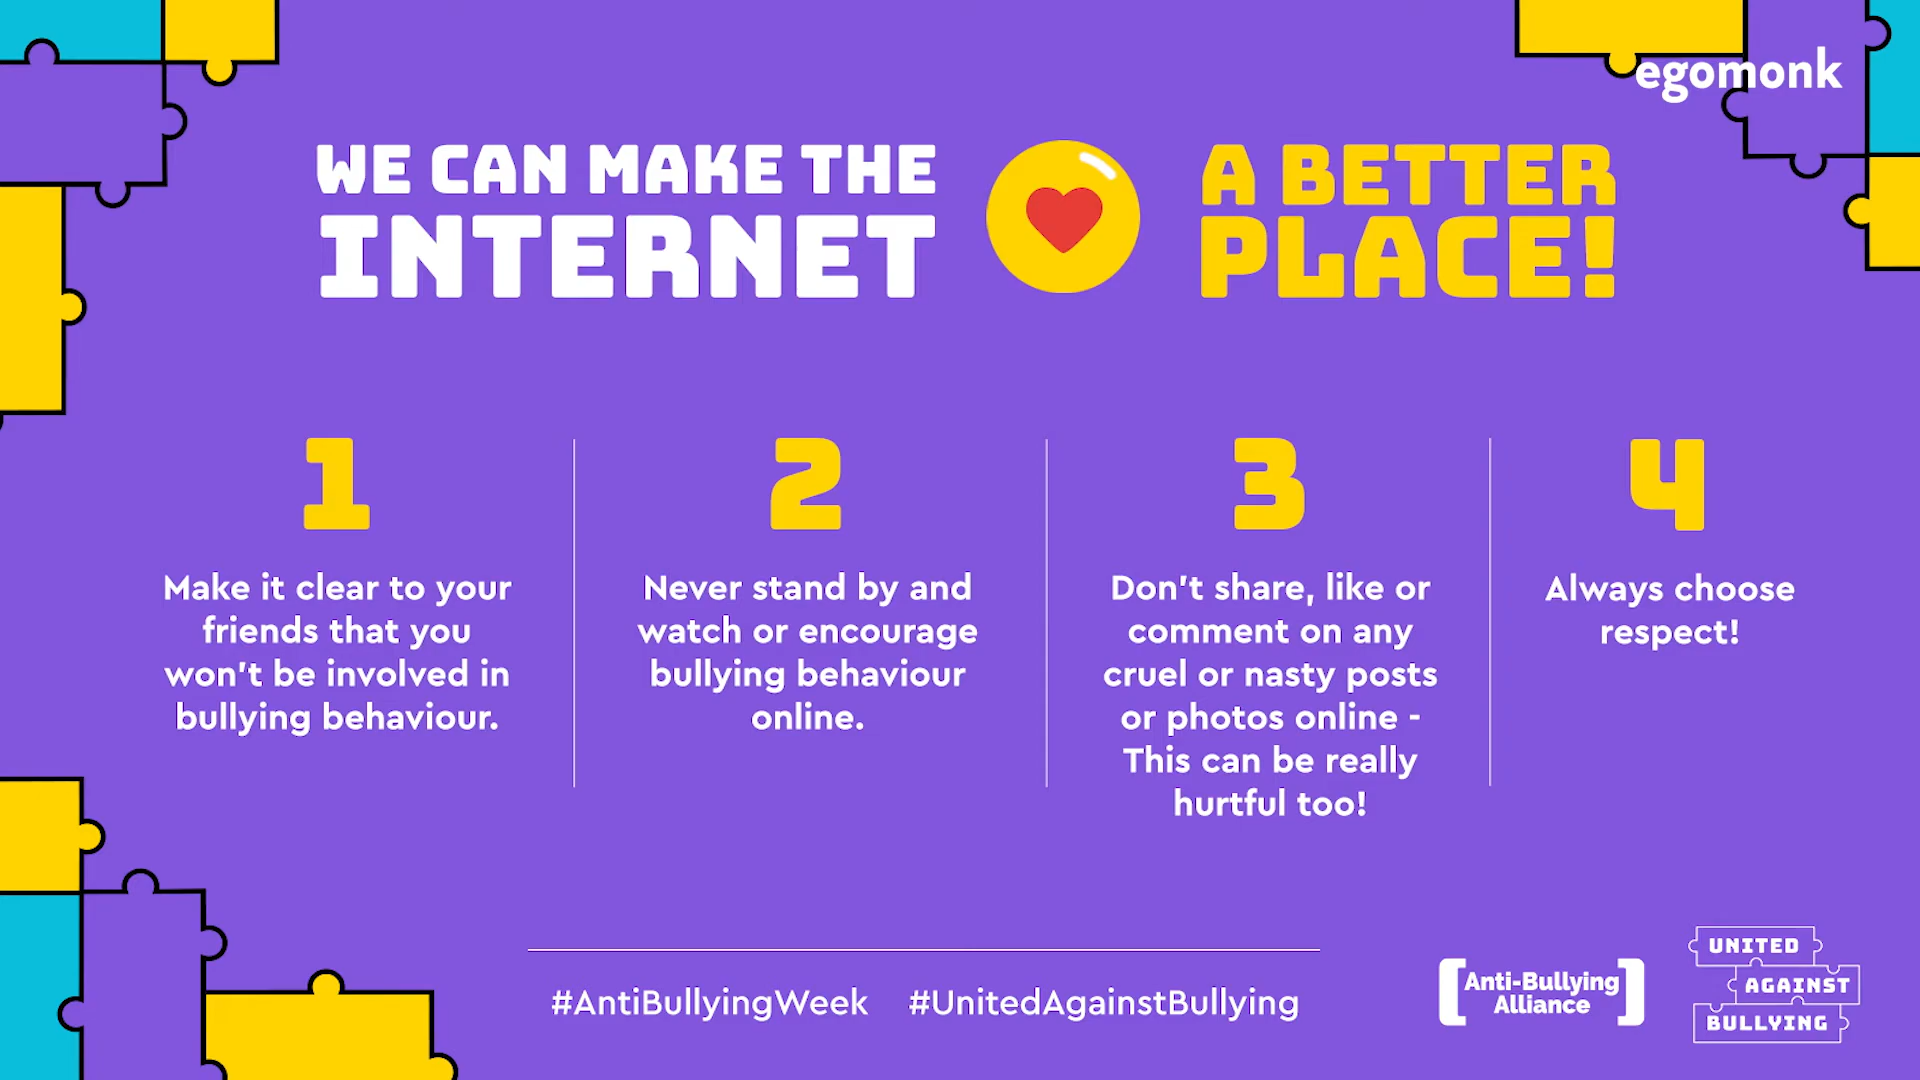 egomonk
WE CAN MAKE THE
INTERNET
A BETTER
PLACE!
1
Make it clear to your
friends that you
won't be involved in
bullying behaviour.
2
Never stand by and
watch or encourage
bullying behaviour
online.
3
Don't share, like or
comment on any
cruel or nasty posts
or photos online -
This can be really
hurtful too!
4
Always choose
respect!
#AntiBullyingWeek #UnitedAgainstBullying
Anti-Bullying
Alliance
UNITED
AGAINST
BULLYING